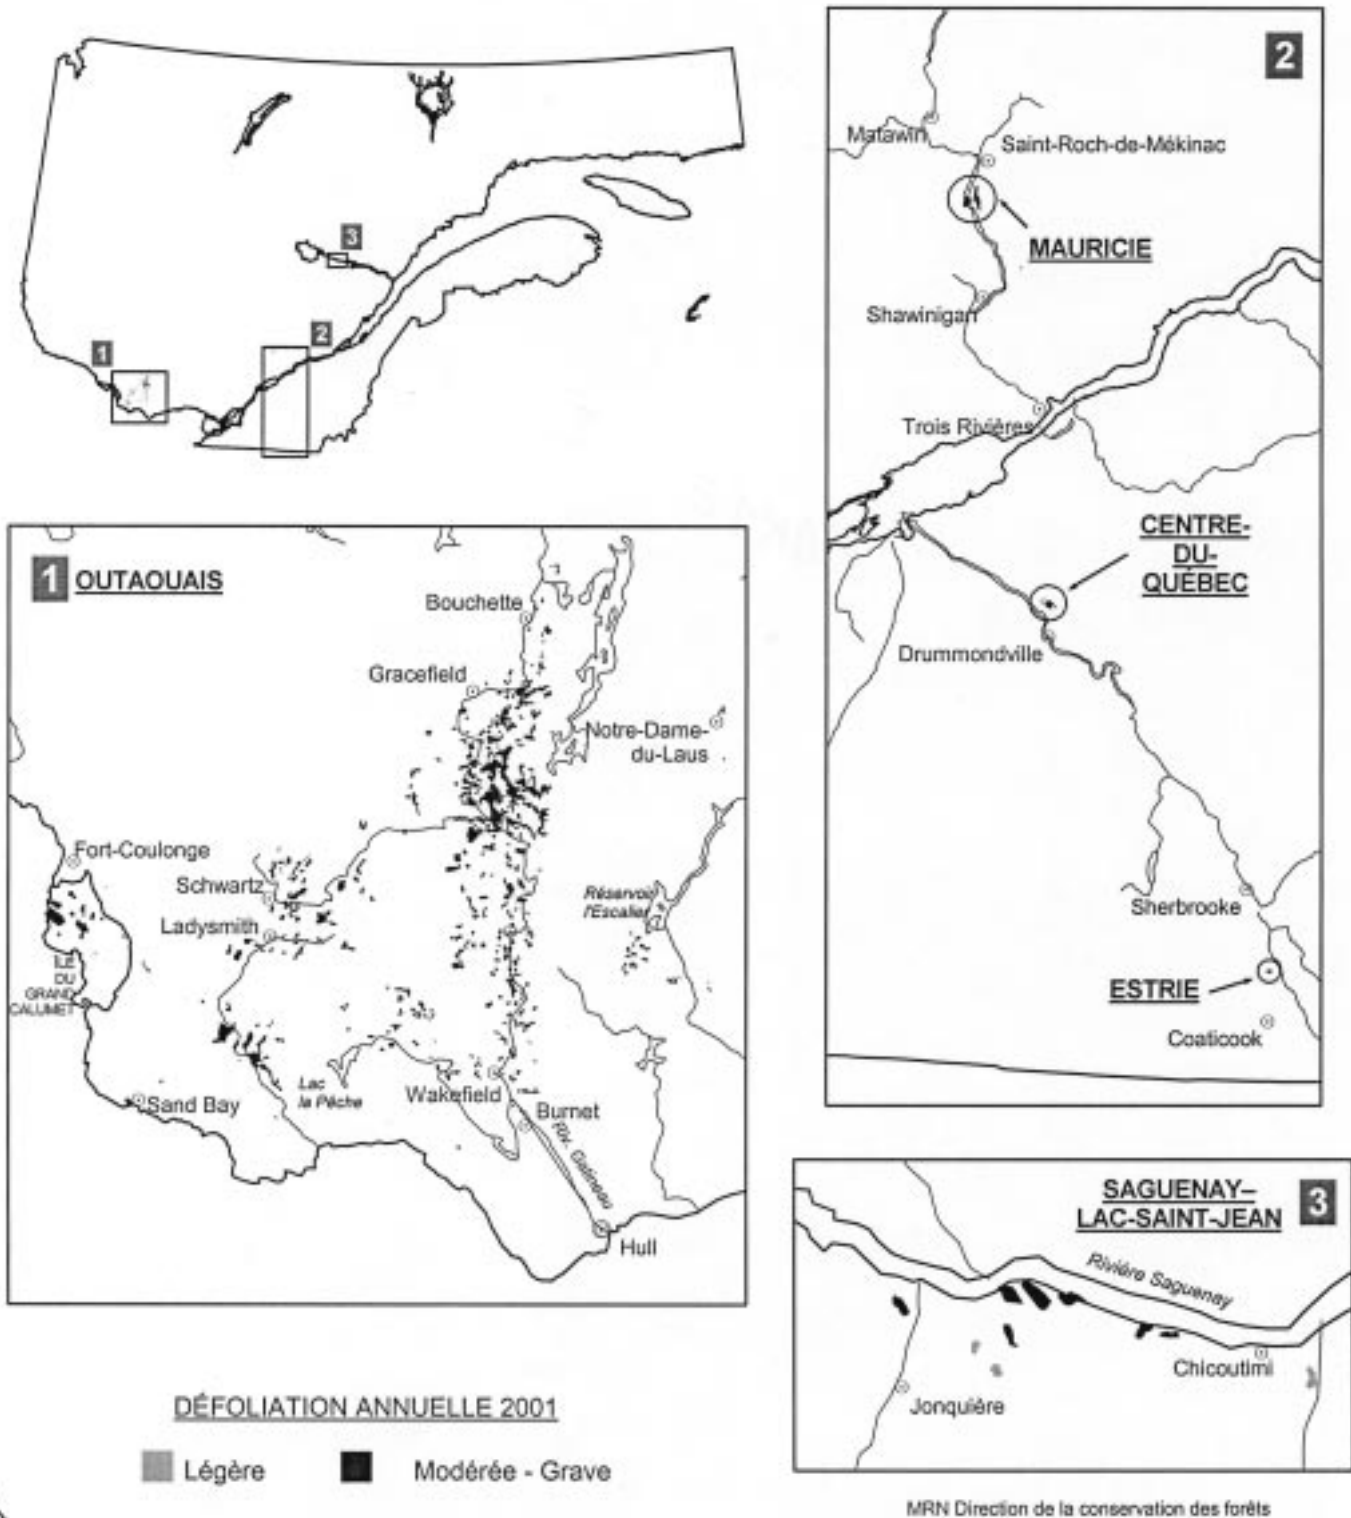 3
2
1
2
Matawin
Saint-Roch-de-Mékinac
MAURICIE
Shawinigan
Trois Rivières
CENTRE-
DU-
QUÉBEC
Drummondville
Sherbrooke
ESTRIE
Coaticook
1 OUTAOUAIS
Bouchette
Gracefield
Notre-Dame-
du-Laus
Fort-Coulonge
Schwartz
Ladysmith
Réservoir
l'Escalier
ILE
DU
GRAND
CALUMET
Lac
la Pêche
Wakefield
Sand Bay
Burnet
Riv. Gatineau
Hull
SAGUENAY–
LAC-SAINT-JEAN
3
Rivière Saguenay
Chicoutimi
Jonquière
DÉFOLIATION ANNUELLE 2001
Légère
Modérée - Grave
MRN Direction de la conservation des forêts